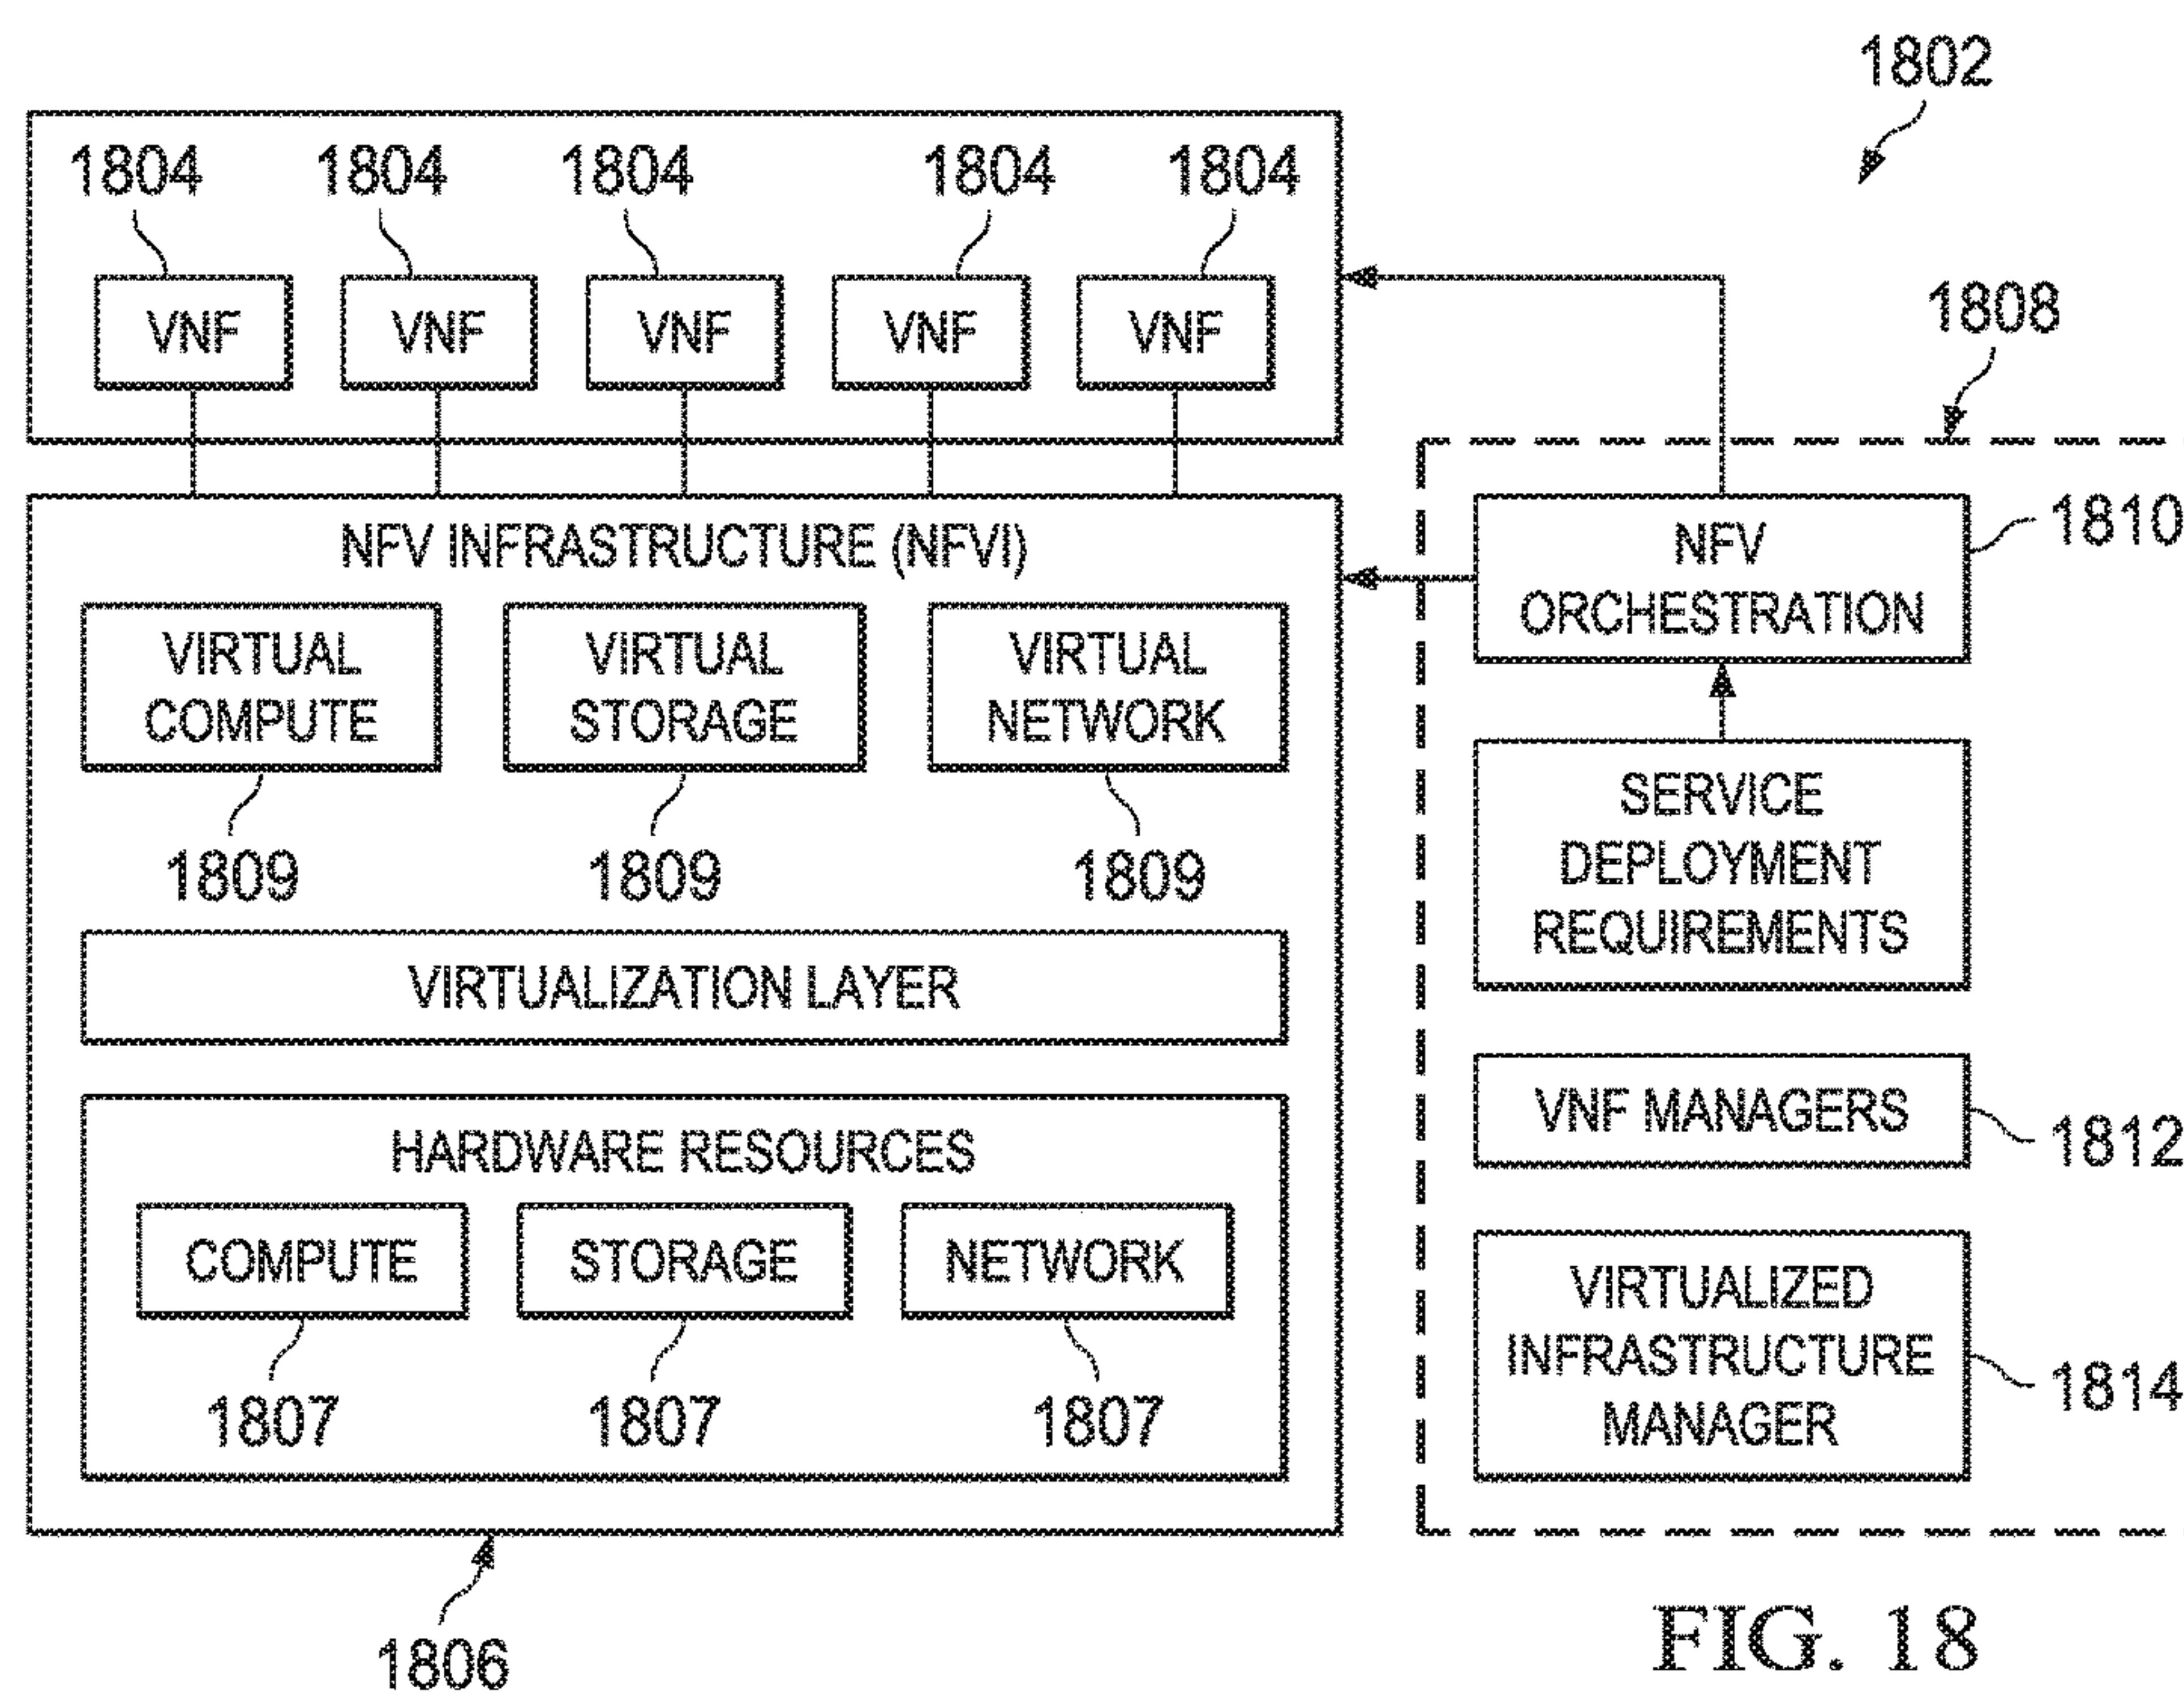 1802
1804 1804 1804 1804 1804
VNF VNF VNF VNF VNF
1808
NFV INFRASTRUCTURE (NFVI)
VIRTUAL
COMPUTE
VIRTUAL
STORAGE
VIRTUAL
NETWORK
1809 1809 1809
VIRTUALIZATION LAYER
HARDWARE RESOURCES
COMPUTE STORAGE NETWORK
1807 1807 1807
1806
NFV
ORCHESTRATION
1810
SERVICE
DEPLOYMENT
REQUIREMENTS
VNF MANAGERS
1812
VIRTUALIZED
INFRASTRUCTURE
MANAGER
1814
FIG. 18